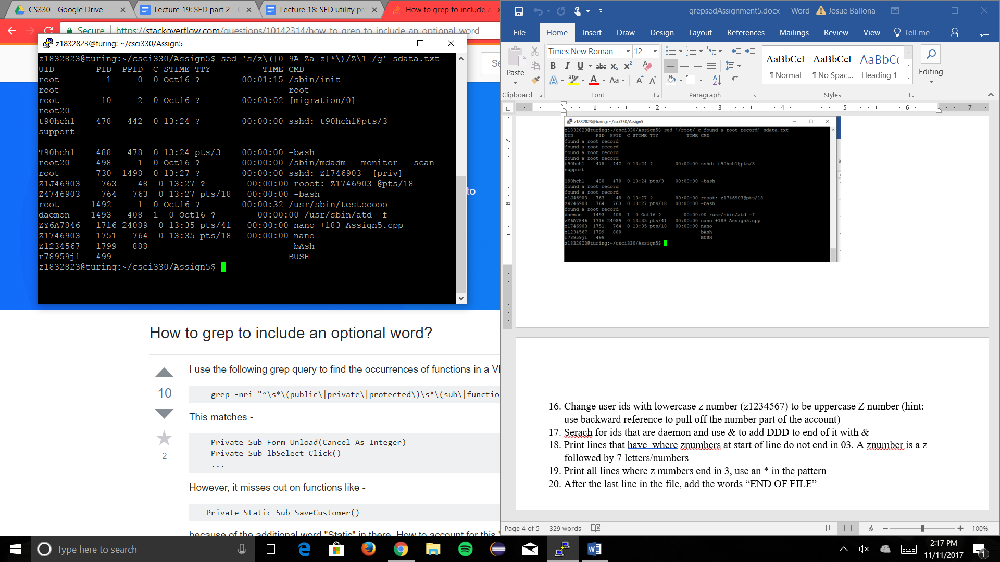 CS330 - Google Drive
Lecture 19: SED part 2 -
Lecture 18: SED utility pr
How to grep to include a
Secure https://stackoverflow.com/questions/10142314/how-to-grep-to-include-an-optional-word
z1832823@turing: ~/csci330/Assign5
z1832823@turing:~/csci330/Assign5$ sed 's/z\([0-9A-Za-z]*\)/Z\1 /g' sdata.txt
UID        PID  PPID  C STIME TTY          TIME CMD
root         1     0  0 Oct16 ?        00:01:15 /sbin/init
root                                            root
root        10     2  0 Oct16 ?        00:00:02 [migration/0]
root20
t90hch1    478   442  0 13:24 ?        00:00:00 sshd: t90hch1@pts/3
support
T90hch1    488   478  0 13:24 pts/3    00:00:00 -bash
root20     498     1  0 Oct16 ?        00:00:00 /sbin/mdadm --monitor --scan
root       730  1498  0 13:27 ?        00:00:00 sshd: Z1746903  [priv]
Z1J46903    763    48  0 13:27 ?        00:00:00 rooot: Z1746903 @pts/18
Z4746903    764   763  0 13:27 pts/18   00:00:00 -bash
root      1492     1  0 Oct16 ?        00:00:32 /usr/sbin/testooooo
daemon    1493   408  1  0 Oct16 ?        00:00:00 /usr/sbin/atd -f
ZY6A7846   1716 24089  0 13:35 pts/41   00:00:00 nano +183 Assign5.cpp
Z1746903   1751   764  0 13:35 pts/18   00:00:00 nano
Z1234567   1799   888                            bAsh
r78959j1   499                                  BUSH
z1832823@turing:~/csci330/Assign5$
Se
to
How to grep to include an optional word?
I use the following grep query to find the occurrences of functions in a VI
10
grep -nri "^\s*\(public\|private\|protected\)\s*\(sub\|functio
This matches -
Private Sub Form_Unload(Cancel As Integer)
Private Sub lbSelect_Click()
...
2
However, it misses out on functions like -
Private Static Sub SaveCustomer()
because of the additional word "Static" in there. How to account for this "
grepsedAssignment5.docx - Word
Josue Ballona
File Home Insert Draw Design Layout References Mailings Review View Tell me
Times New Roman 12
Paste
B I U abc X2 X2
A ab A Aa A A
AaBbCcI AaBbCcI AaBbCc
¶ Normal ¶ No Spac... Heading 1
Editing
Clipboard Font Paragraph Styles
1 2 3 4 5 6 7
7
8
z1832823@turing: ~/csci330/Assign5
z1832823@turing:~/csci330/Assign5$ sed '/root/ c found a root record' sdata.txt
UID        PID  PPID  C STIME TTY          TIME CMD
found a root record
found a root record
found a root record
found a root record
t90hch1    478   442  0 13:24 ?        00:00:00 sshd: t90hch1@pts/3
support
T90hch1    488   478  0 13:24 pts/3    00:00:00 -bash
found a root record
found a root record
z1J46903   763    48  0 13:27 ?        00:00:00 rooot: z1746903@pts/18
z4746903   764   763  0 13:27 pts/18   00:00:00 -bash
found a root record
daemon    1493   408  1  0 Oct16 ?        00:00:00 /usr/sbin/atd -f
zY6A7846  1716 24089  0 13:35 pts/41   00:00:00 nano +183 Assign5.cpp
z1746903  1751   764  0 13:35 pts/18   00:00:00 nano
z1234567  1799   888                            bAsh
r78959j1   499                                  BUSH
z1832823@turing:~/csci330/Assign5$
16. Change user ids with lowercase z number (z1234567) to be uppercase Z number (hint:
use backward reference to pull off the number part of the account)
17. Serach for ids that are daemon and use & to add DDD to end of it with &
18. Print lines that have  where znumbers at start of line do not end in 03. A znumber is a z
followed by 7 letters/numbers
19. Print all lines where z numbers end in 3, use an * in the pattern
20. After the last line in the file, add the words “END OF FILE”
Page 4 of 5 329 words
100%
Type here to search
2:17 PM
11/11/2017
1